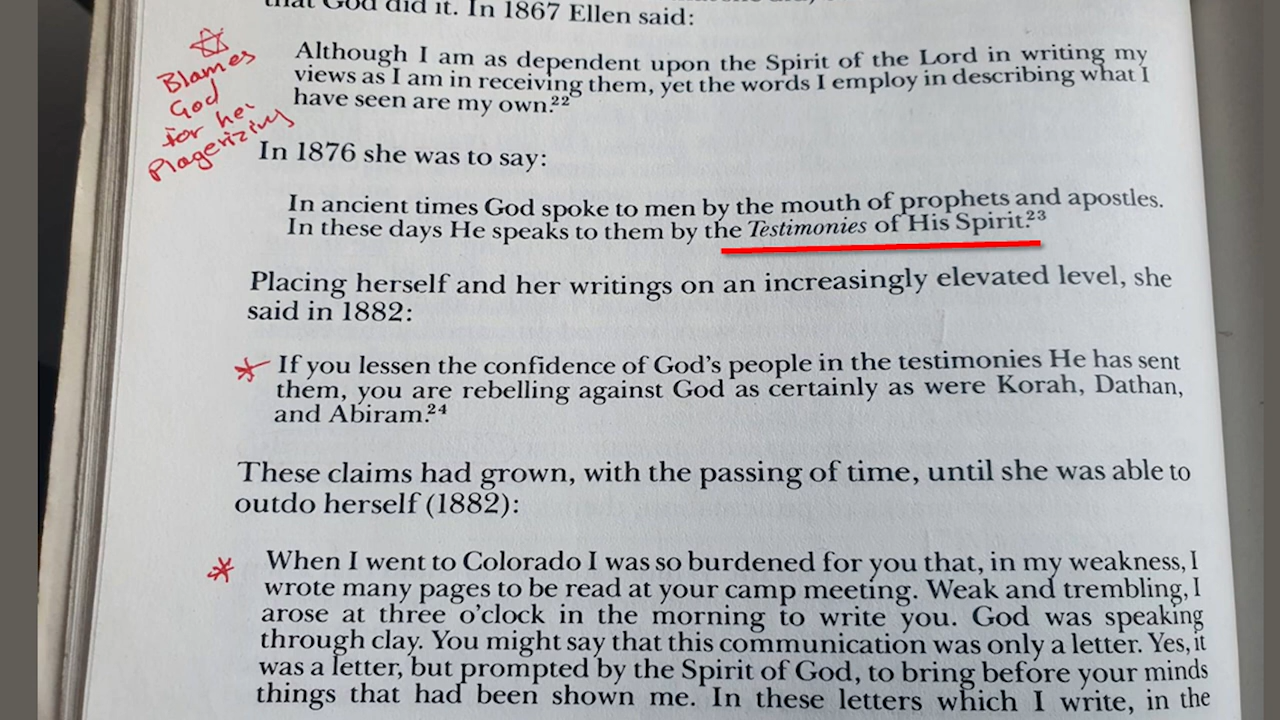 that God did it. In 1867 Ellen said:
Although I am as dependent upon the Spirit of the Lord in writing my
views as I am in receiving them, yet the words I employ in describing what I
have seen are my own.22
Blames
God
for her
Plagerizing
In 1876 she was to say:
In ancient times God spoke to men by the mouth of prophets and apostles.
In these days He speaks to them by the Testimonies of His Spirit.23
Placing herself and her writings on an increasingly elevated level, she
said in 1882:
If you lessen the confidence of God's people in the testimonies He has sent
them, you are rebelling against God as certainly as were Korah, Dathan,
and Abiram.24
These claims had grown, with the passing of time, until she was able to
outdo herself (1882):
When I went to Colorado I was so burdened for you that, in my weakness, I
wrote many pages to be read at your camp meeting. Weak and trembling, I
arose at three o'clock in the morning to write you. God was speaking
through clay. You might say that this communication was only a letter. Yes, it
was a letter, but prompted by the Spirit of God, to bring before your minds
things that had been shown me. In these letters which I write, in the